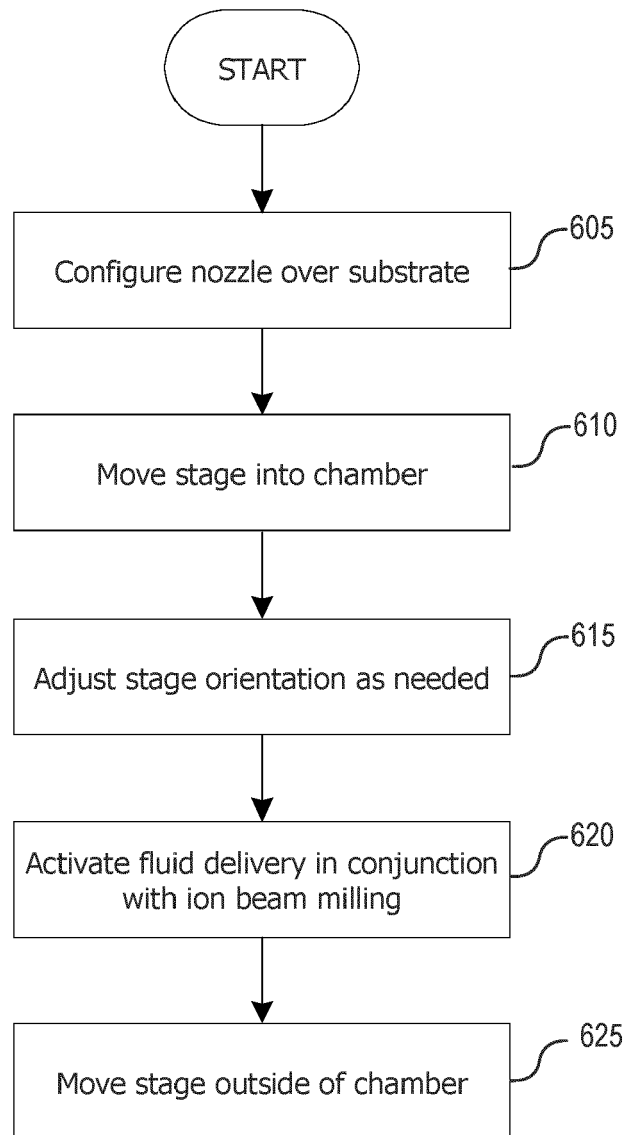 START
605
Configure nozzle over substrate
610
Move stage into chamber
615
Adjust stage orientation as needed
620
Activate fluid delivery in conjunction
with ion beam milling
625
Move stage outside of chamber